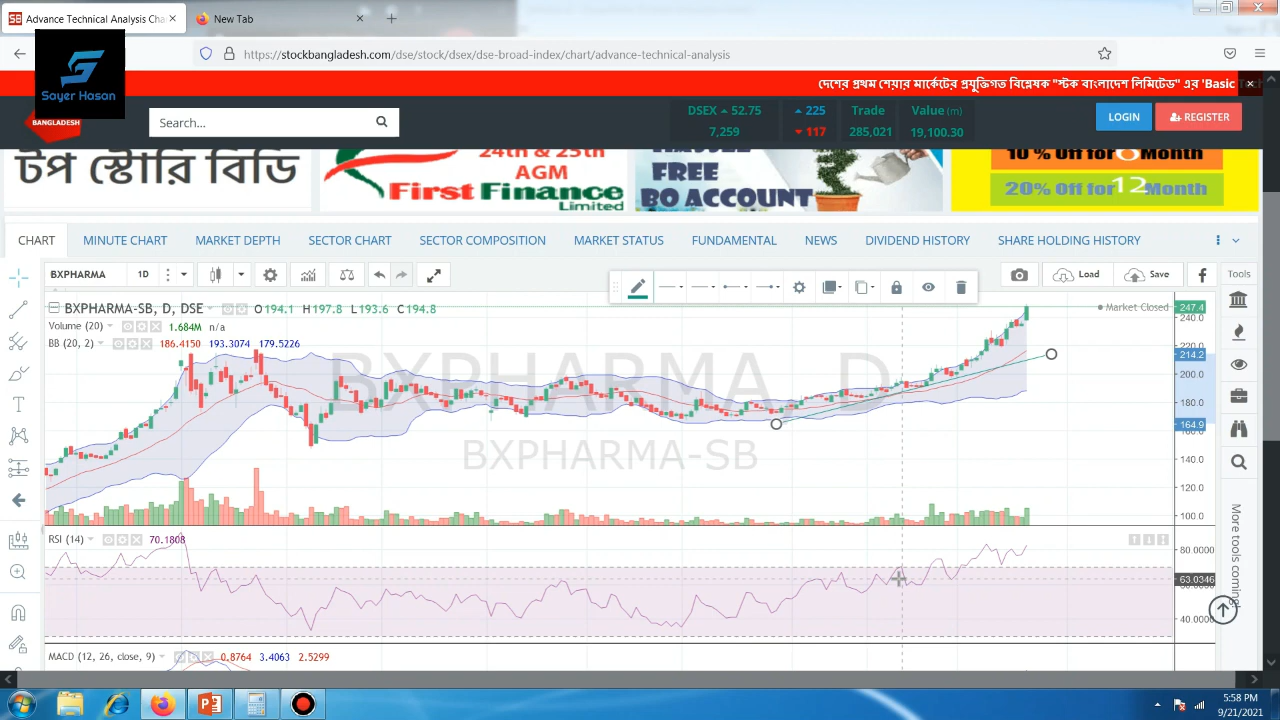 Advance Technical Analysis Cha
New Tab
https://stockbangladesh.com/dse/stock/dsex/dse-broad-index/chart/advance-technical-analysis
Sayer Hasan
দেশের প্রথম শেয়ার মার্কেটের প্রযুক্তিগত বিশ্লেষক "স্টক বাংলাদেশ লিমিটেড" এর 'Basic
BANGLADESH
Search...
DSEX 52.75 225 Trade Value (m)
7,259 117 285,021 19,100.30
LOGIN
REGISTER
টপ স্টোরি বিডি
24th & 25th
AGM
First Finance
Limited
FREE
BO ACCOUNT
10 % Off for 6 Month
20% Off for 12 Month
CHART MINUTE CHART MARKET DEPTH SECTOR CHART SECTOR COMPOSITION MARKET STATUS FUNDAMENTAL NEWS DIVIDEND HISTORY SHARE HOLDING HISTORY
BXPHARMA 1D Load Save Tools
BXPHARMA-SB, D, DSE O194.1 H197.8 L193.6 C194.8
Market Closed
247.4
Volume (20) 1.684M n/a
240.0
BB (20, 2) 186.4150 193.3074 179.5226
220.0
214.2
BXPHARMA, D
200.0
180.0
164.9
160.0
BXPHARMA-SB
140.0
120.0
100.0
More tools coming!
RSI (14) 70.1808
80.0000
63.0346
40.0000
MACD (12, 26, close, 9) 0.8764 3.4063 2.5299
5:58 PM
9/21/2021